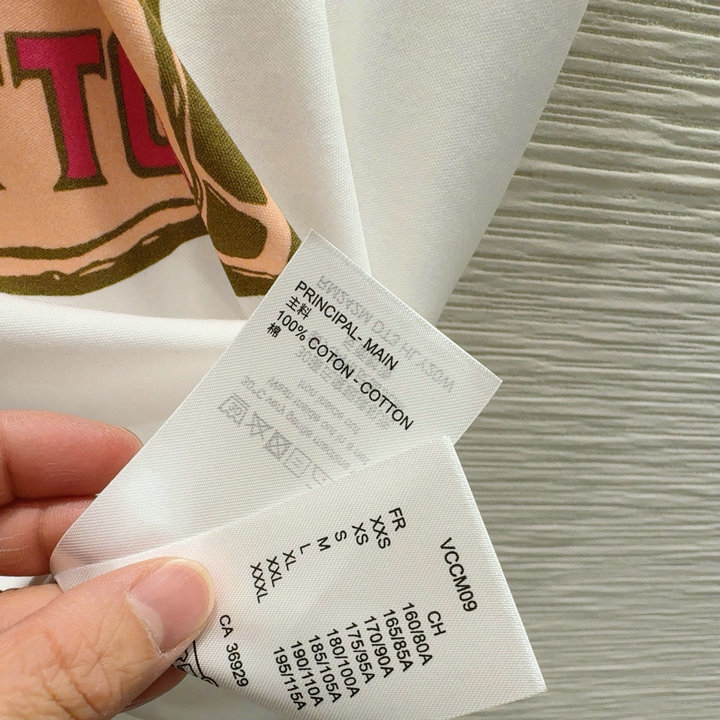 TO
PRINCIPAL- MAIN
主料
100% COTON - COTTON
棉
VCCM09
FR CH
XXS 160/80A
XS 165/85A
S 170/90A
M 175/95A
L 180/100A
XL 185/105A
XXL 190/110A
XXXL 195/115A
CA 36929